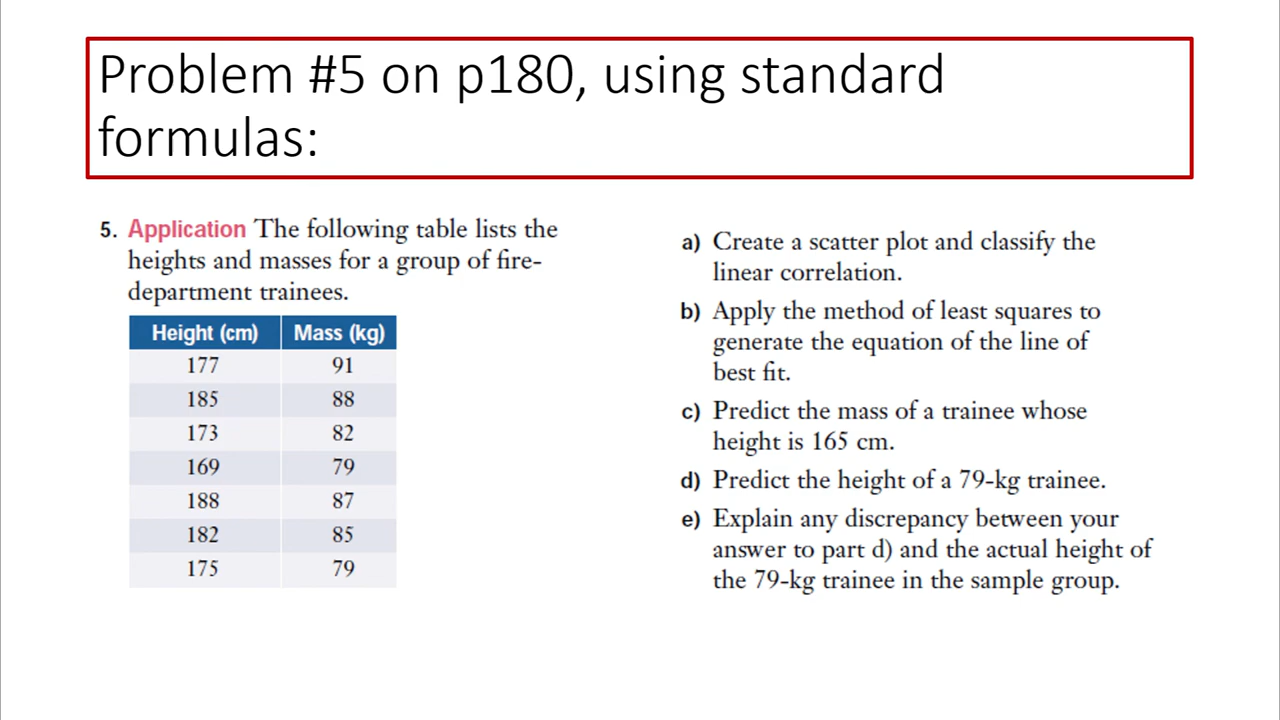 Problem #5 on p180, using standard
formulas:
5. Application The following table lists the
heights and masses for a group of fire-
department trainees.
Height (cm) Mass (kg)
177 91
185 88
173 82
169 79
188 87
182 85
175 79
a) Create a scatter plot and classify the
linear correlation.
b) Apply the method of least squares to
generate the equation of the line of
best fit.
c) Predict the mass of a trainee whose
height is 165 cm.
d) Predict the height of a 79-kg trainee.
e) Explain any discrepancy between your
answer to part d) and the actual height of
the 79-kg trainee in the sample group.